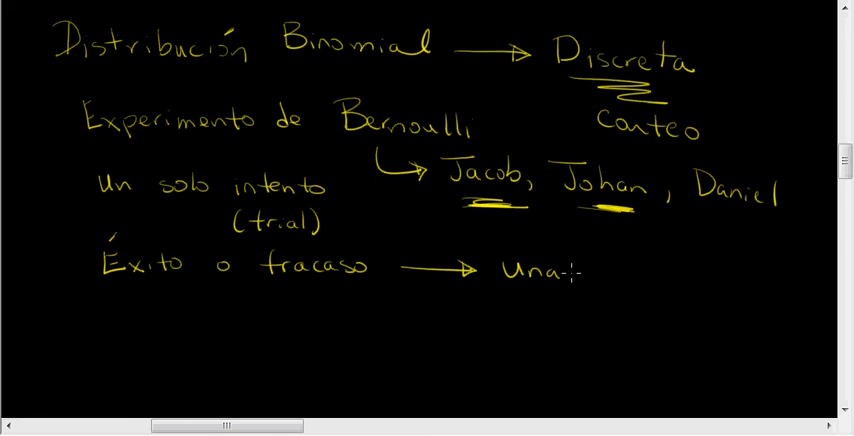 Distribución Binomial → Discreta
Experimento de Bernoulli conteo
Jacob, Johan, Daniel
Un solo intento
(trial)
Éxito o fracaso → Una